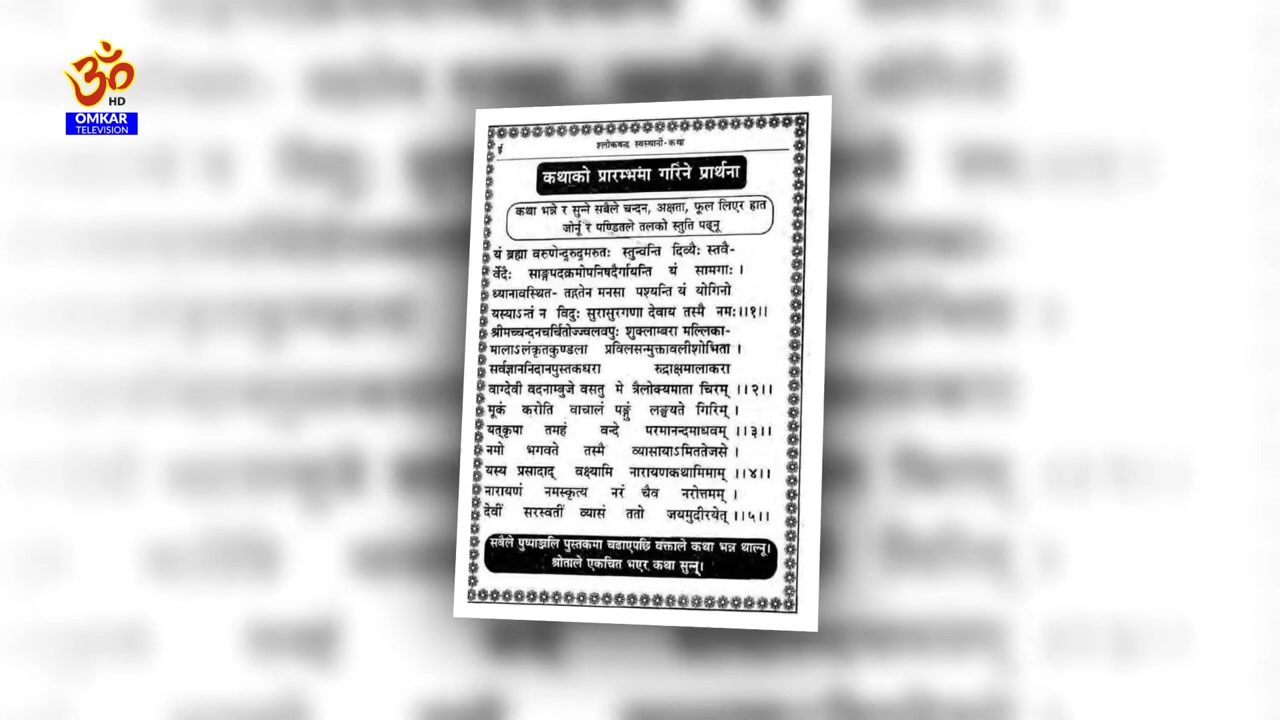 ॐ
HD
OMKAR
TELEVISION
ई
श्लोकबद्ध स्वस्थानी-कथा
कथाको प्रारम्भमा गरिने प्रार्थना
कथा भन्ने र सुन्ने सबैले चन्दन, अक्षता, फूल लिएर हात
जोर्नू र पण्डितले तलको स्तुति पढ्नू
यं ब्रह्मा वरुणेन्द्ररुद्रमरुतः स्तुन्वन्ति दिव्यैः स्तवै-
र्वेदैः साङ्गपदक्रमोपनिषदैर्गायन्ति यं सामगाः ।
ध्यानावस्थित- तद्गतेन मनसा पश्यन्ति यं योगिनो
यस्याऽन्तं न विदुः सुरासुरगणा देवाय तस्मै नमः।।१।।
श्रीमच्चन्दनचर्चितोज्ज्वलवपुः शुक्लाम्बरा मल्लिका-
मालाऽलंकृतकुण्डला प्रविलसन्मुक्तावलीशोभिता ।
सर्वज्ञाननिदानपुस्तकधरा रुद्राक्षमालाकरा
वाग्देवी वदनाम्बुजे वसतु मे त्रैलोक्यमाता चिरम् ।।२।।
मूकं करोति वाचालं पङ्गुं लङ्घयते गिरिम् ।
यत्कृपा तमहं वन्दे परमानन्दमाधवम् ।।३।।
नमो भगवते तस्मै व्यासायाऽमिततेजसे ।
यस्य प्रसादाद् वक्ष्यामि नारायणकथामिमाम् ।।४।।
नारायणं नमस्कृत्य नरं चैव नरोत्तमम् ।
देवीं सरस्वतीं व्यासं ततो जयमुदीरयेत् ।।५।।
सबैले पुष्पाञ्जलि पुस्तकमा चढाएपछि वक्ताले कथा भन्न थाल्नू।
श्रोताले एकचित भएर कथा सुन्नू।